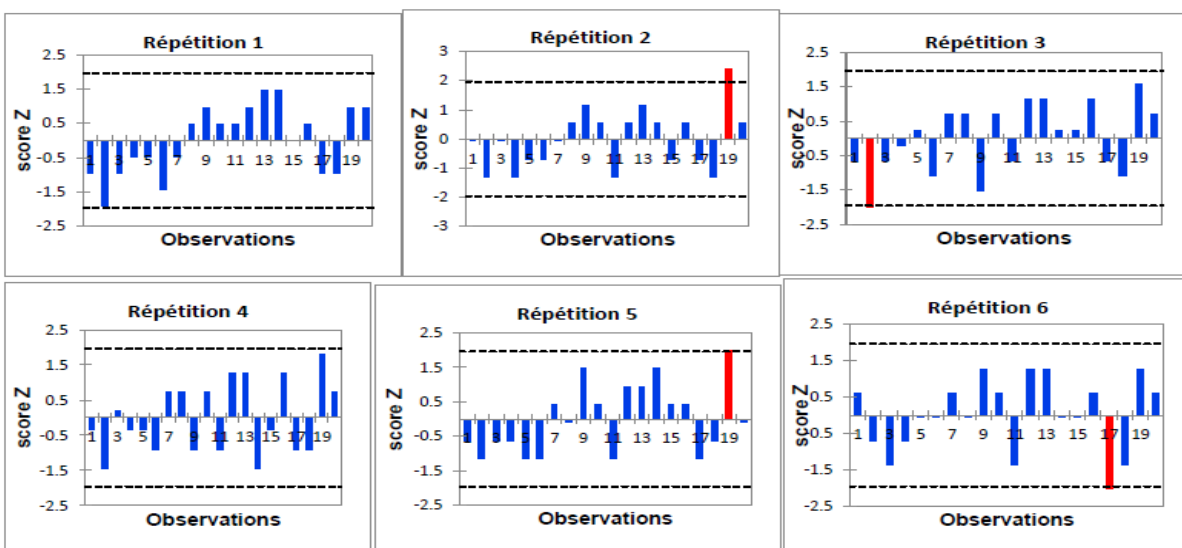 Répétition 1
2.5
1.5
0.5
-0.5
-1.5
-2.5
score Z
1 3 5 7 9 11 13 15 17 19
Observations
Répétition 2
3
2
1
0
-1
-2
-3
score Z
1 3 5 7 9 11 13 15 17 19
Observations
Répétition 3
2.5
1.5
0.5
-0.5
-1.5
-2.5
score Z
1 3 5 7 9 11 13 15 17 19
Observations
Répétition 4
2.5
1.5
0.5
-0.5
-1.5
-2.5
score Z
1 3 5 7 9 11 13 15 17 19
Observations
Répétition 5
2.5
1.5
0.5
-0.5
-1.5
-2.5
score Z
1 3 5 7 9 11 13 15 17 19
Observations
Répétition 6
2.5
1.5
0.5
-0.5
-1.5
-2.5
score Z
1 3 5 7 9 11 13 15 17 19
Observations